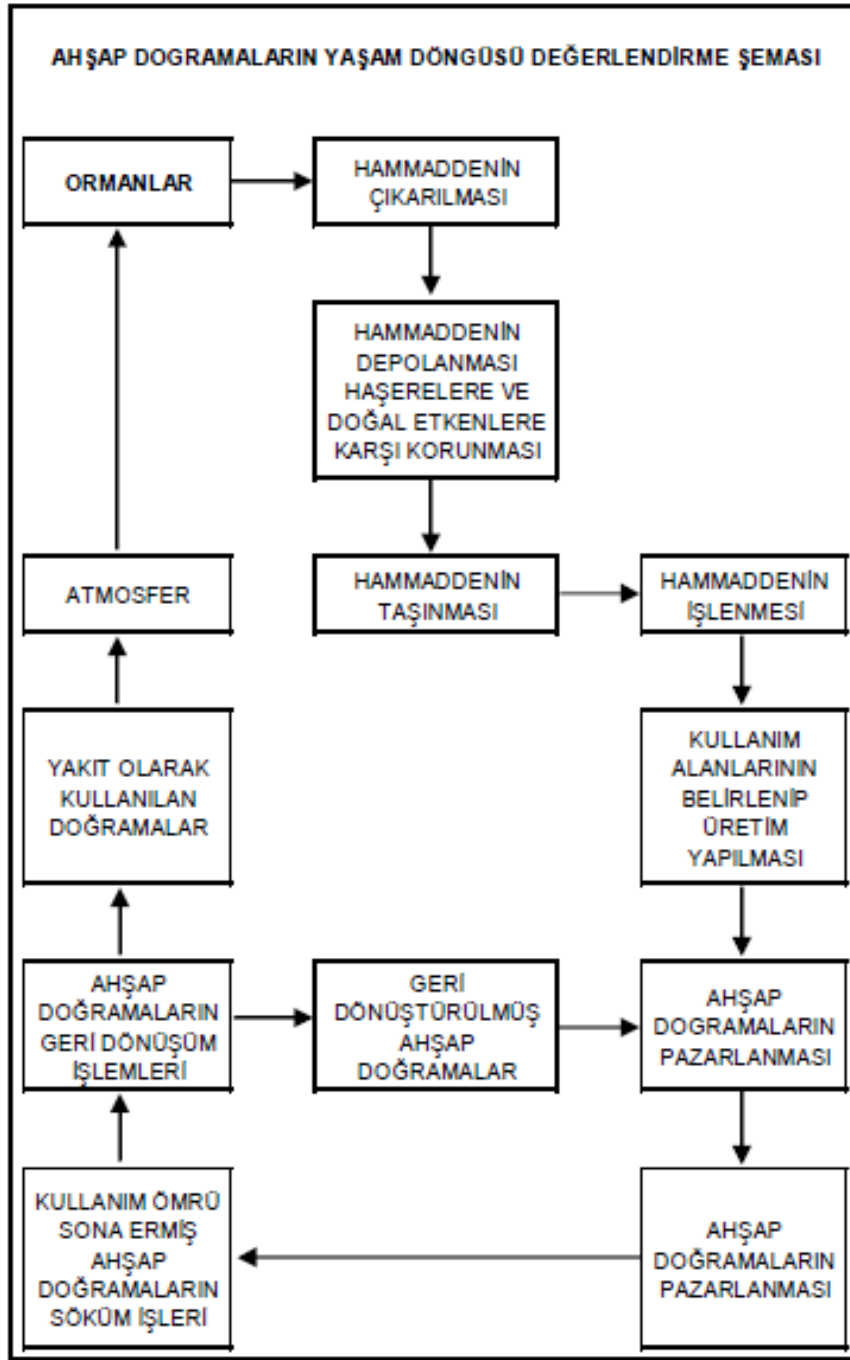 AHŞAP DOGRAMALARIN YAŞAM DÖNGÜSÜ DEĞERLENDİRME ŞEMASI
ORMANLAR
HAMMADDENİN
ÇIKARILMASI
HAMMADDENİN
DEPOLANMASI
HAŞERELERE VE
DOĞAL ETKENLERE
KARŞI KORUNMASI
ATMOSFER
HAMMADDENİN
TAŞINMASI
HAMMADDENİN
İŞLENMESİ
YAKIT OLARAK
KULLANILAN
DOĞRAMALAR
KULLANIM
ALANLARININ
BELİRLENİP
ÜRETİM
YAPILMASI
AHŞAP
DOĞRAMALARIN
GERİ DÖNÜŞÜM
İŞLEMLERİ
GERİ
DÖNÜŞTÜRÜLMÜŞ
AHŞAP
DOĞRAMALAR
AHŞAP
DOGRAMALARIN
PAZARLANMASI
KULLANIM ÖMRÜ
SONA ERMİŞ
AHŞAP
DOĞRAMALARIN
SÖKÜM İŞLERİ
AHŞAP
DOĞRAMALARIN
PAZARLANMASI